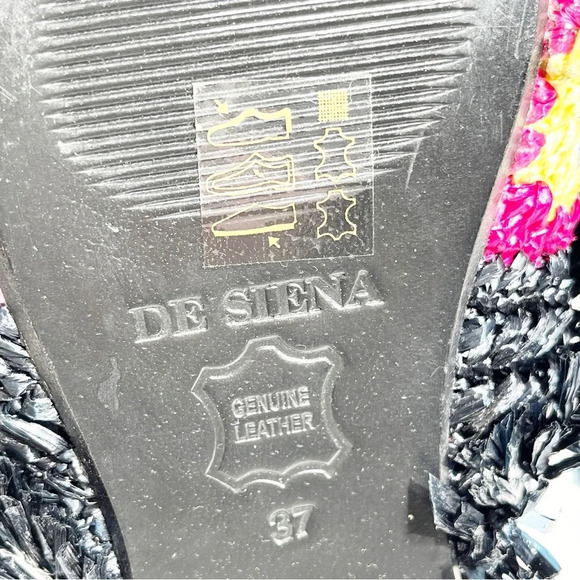 DE SIENA
GENUINE
LEATHER
37